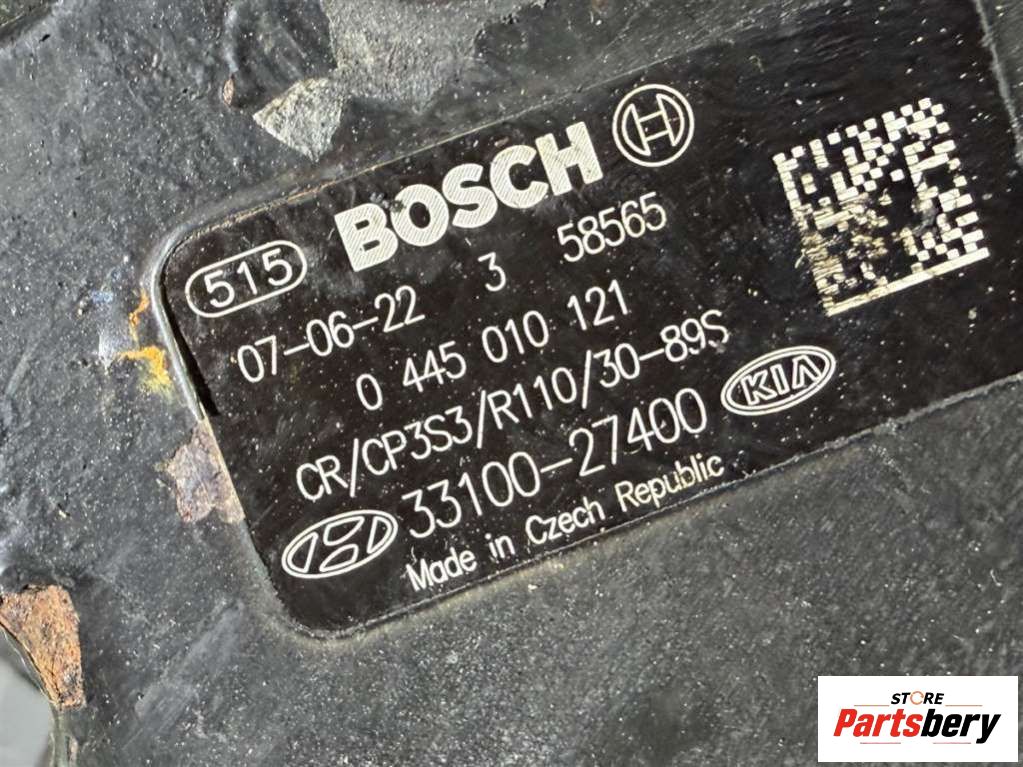 BOSCH
515
07-06-22 3 58565
0 445 010 121
CR/CP3S3/R110/30-89S
33100-27400 KIA
Made in Czech Republic
STORE
Partsbery